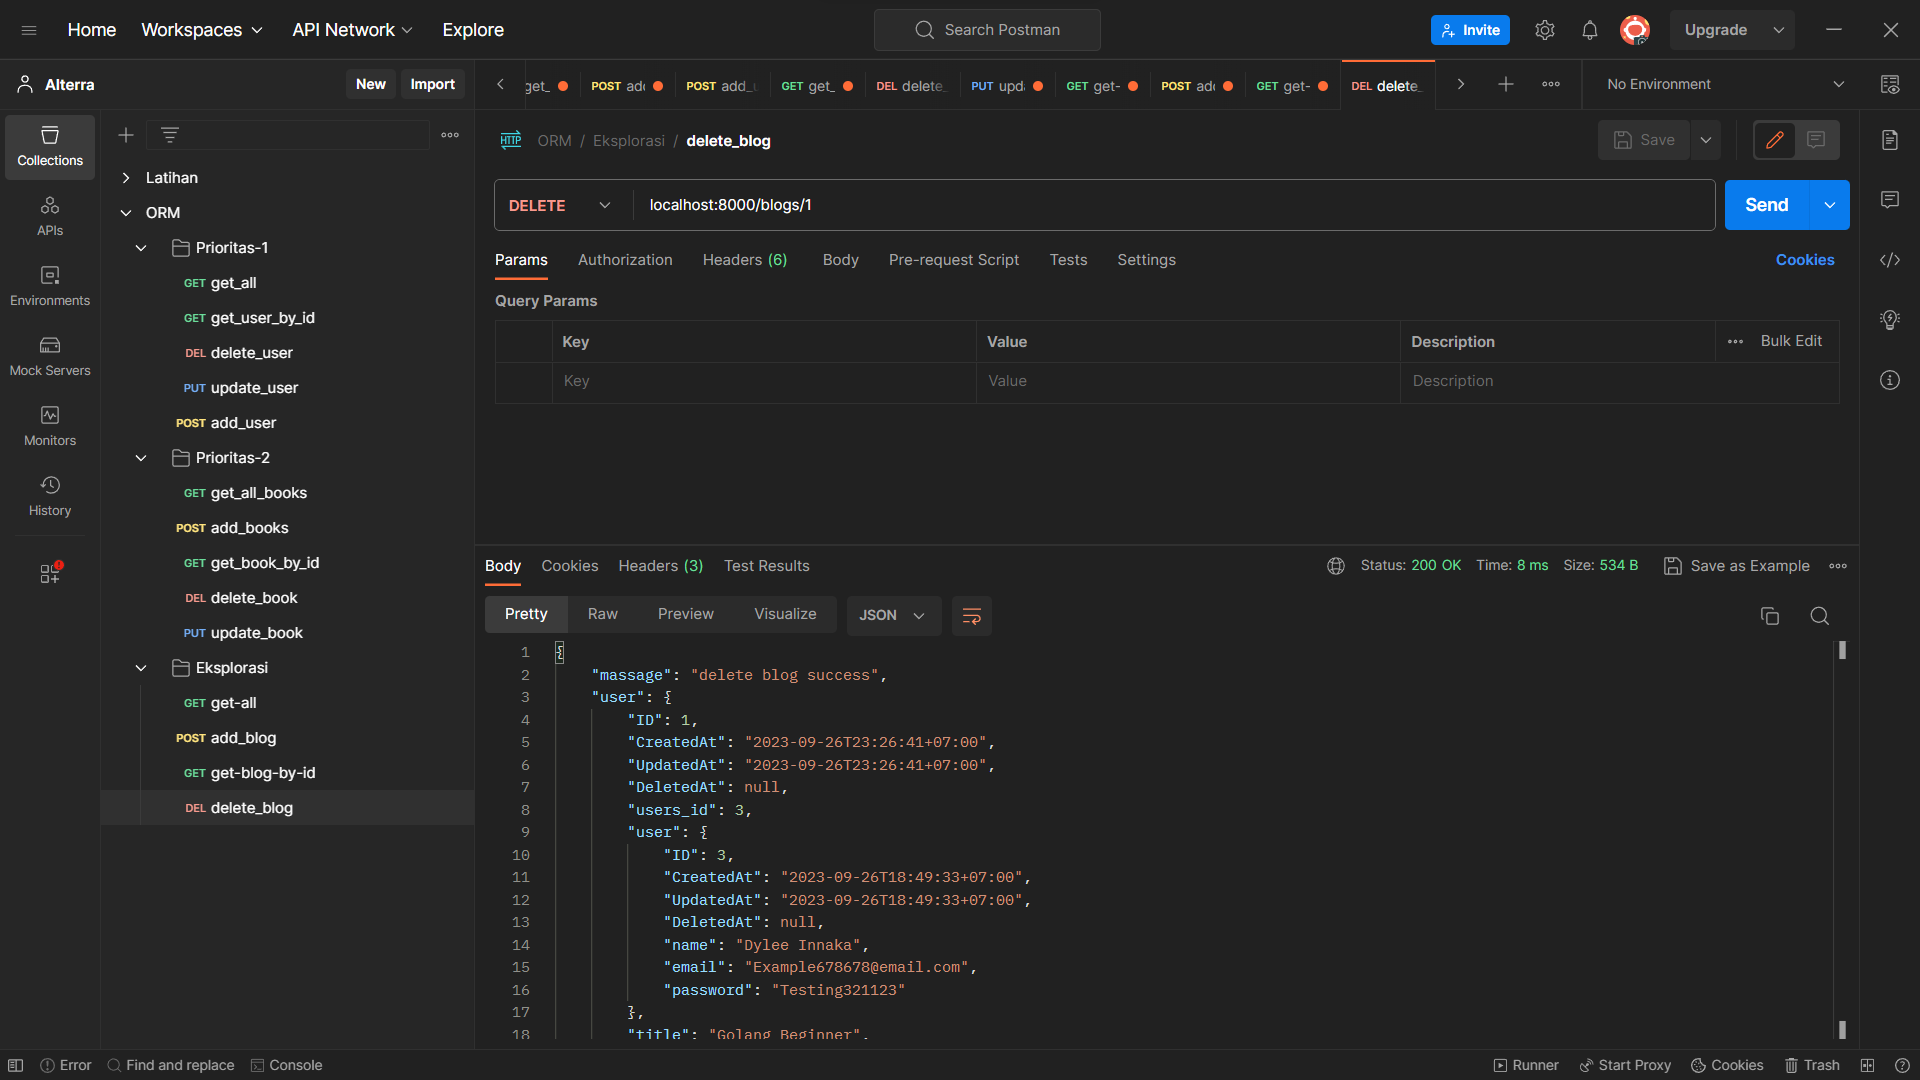 Home Workspaces API Network Explore Search Postman Invite Upgrade
Alterra New Import
get_ POST ad POST add_ GET get_ DEL delete_ PUT upd GET get- POST ad GET get- DEL delete_ No Environment
Collections
APIs
Environments
Mock Servers
Monitors
History
Latihan
ORM
Prioritas-1
GET get_all
GET get_user_by_id
DEL delete_user
PUT update_user
POST add_user
Prioritas-2
GET get_all_books
POST add_books
GET get_book_by_id
DEL delete_book
PUT update_book
Eksplorasi
GET get-all
POST add_blog
GET get-blog-by-id
DEL delete_blog
HTTP ORM / Eksplorasi / delete_blog Save
DELETE localhost:8000/blogs/1 Send
Params Authorization Headers (6) Body Pre-request Script Tests Settings Cookies
Query Params
Key Value Description Bulk Edit
Key Value Description
Body Cookies Headers (3) Test Results Status: 200 OK Time: 8 ms Size: 534 B Save as Example
Pretty Raw Preview Visualize JSON
1 {
2 "massage": "delete blog success",
3 "user": {
4 "ID": 1,
5 "CreatedAt": "2023-09-26T23:26:41+07:00",
6 "UpdatedAt": "2023-09-26T23:26:41+07:00",
7 "DeletedAt": null,
8 "users_id": 3,
9 "user": {
10 "ID": 3,
11 "CreatedAt": "2023-09-26T18:49:33+07:00",
12 "UpdatedAt": "2023-09-26T18:49:33+07:00",
13 "DeletedAt": null,
14 "name": "Dylee Innaka",
15 "email": "Example678678@email.com",
16 "password": "Testing321123"
17 },
18 "title": "Golang Beginner",
Error Find and replace Console Runner Start Proxy Cookies Trash